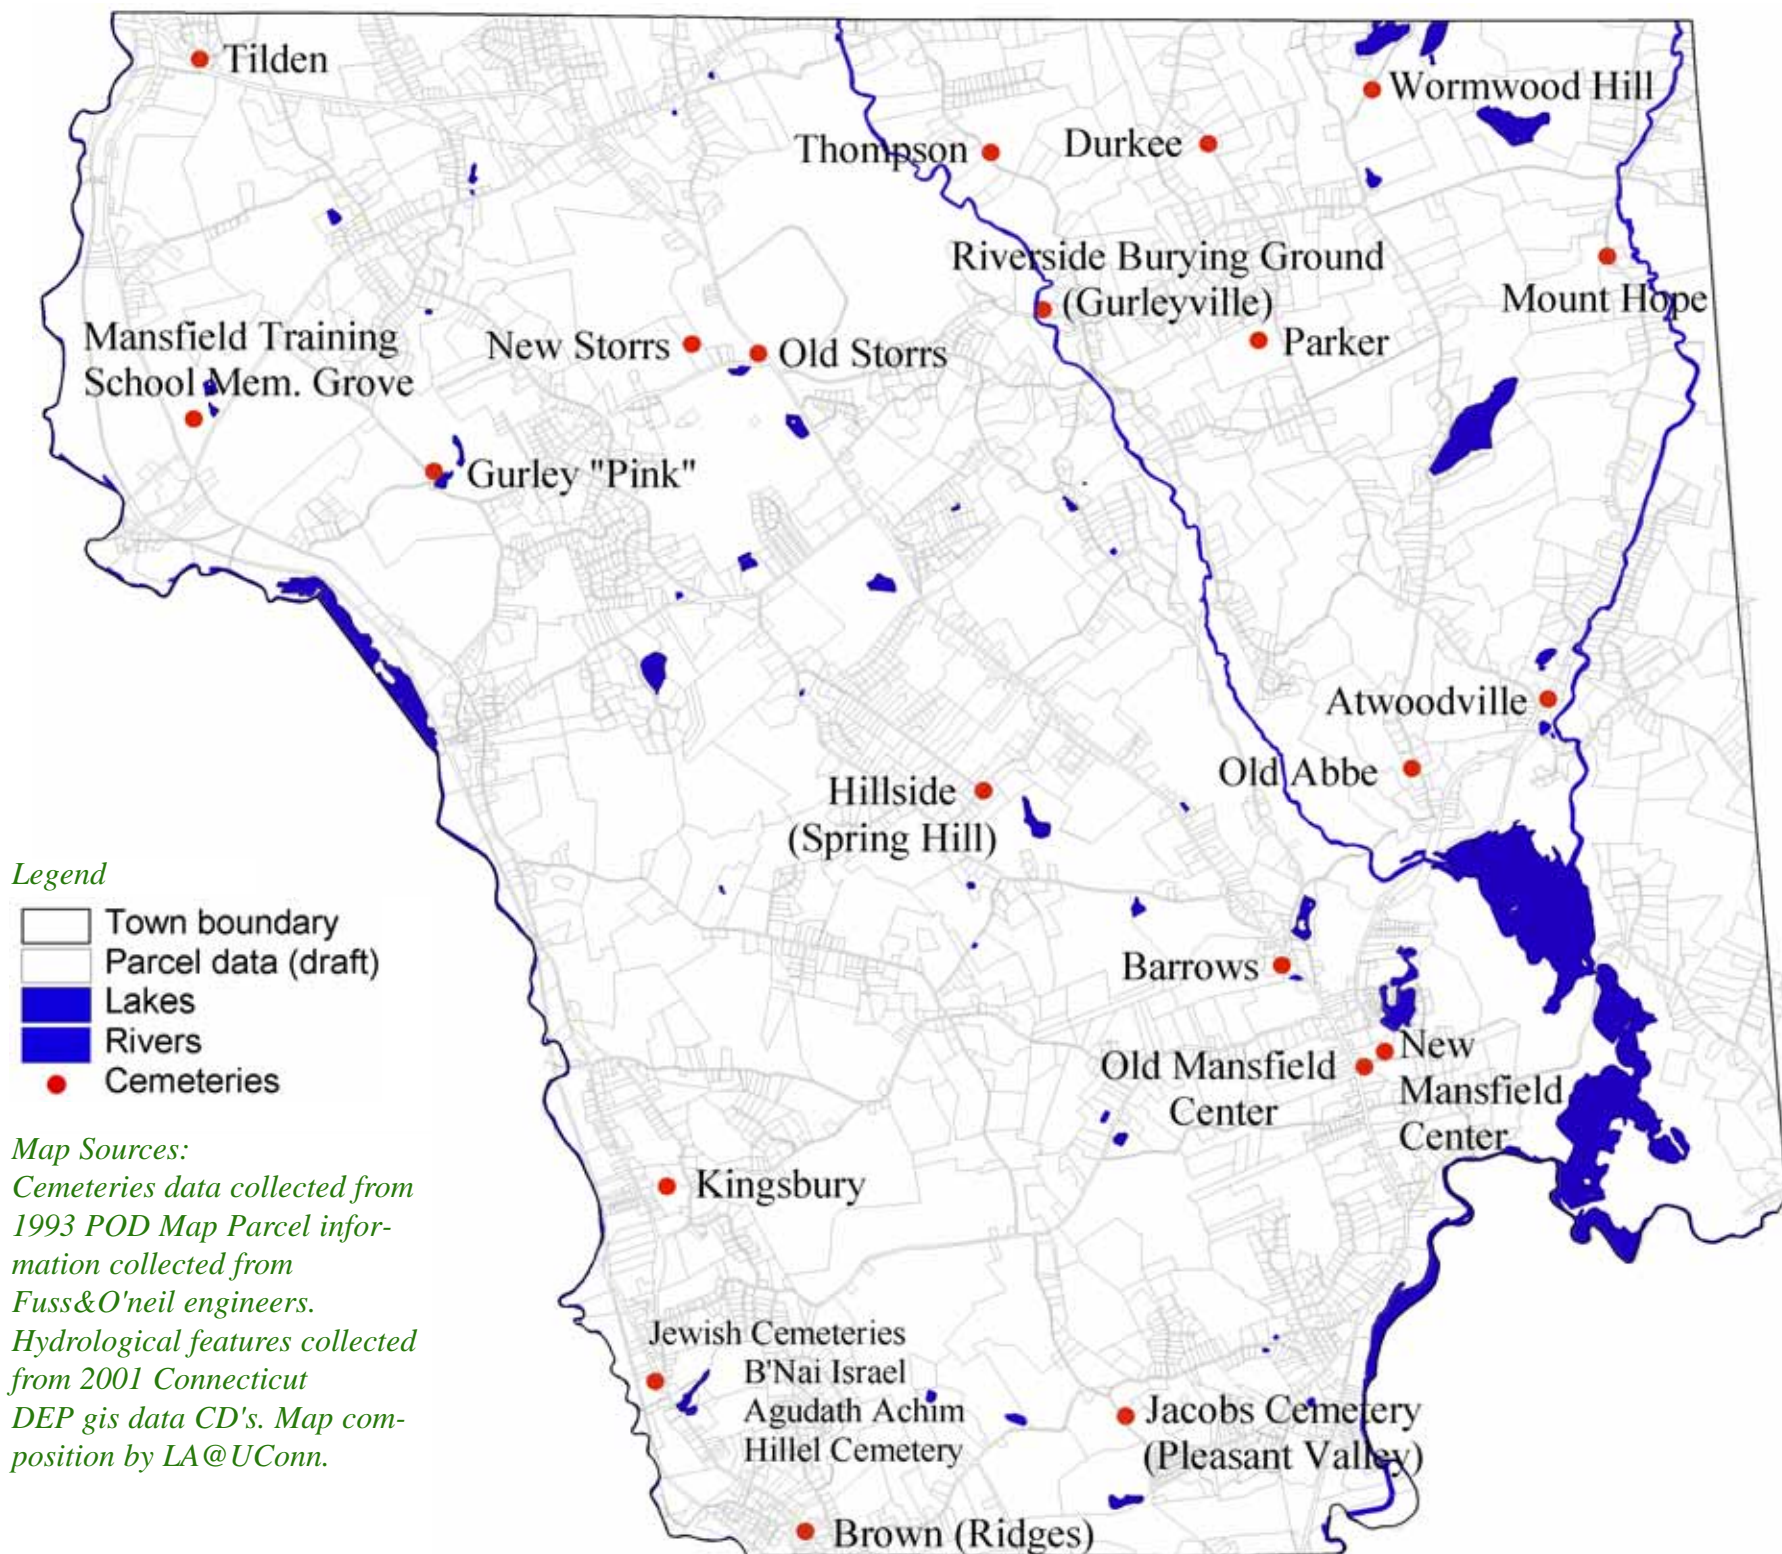 Tilden
Wormwood Hill
Thompson
Durkee
Riverside Burying Ground
(Gurleyville)
Mount Hope
Mansfield Training
School Mem. Grove
New Storrs
Old Storrs
Parker
Gurley "Pink"
Atwoodville
Old Abbe
Hillside
(Spring Hill)
Barrows
Old Mansfield
Center
New
Mansfield
Center
Kingsbury
Jewish Cemeteries
B'Nai Israel
Agudath Achim
Hillel Cemetery
Jacobs Cemetery
(Pleasant Valley)
Brown (Ridges)
Legend
Town boundary
Parcel data (draft)
Lakes
Rivers
Cemeteries
Map Sources:
Cemeteries data collected from
1993 POD Map Parcel infor-
mation collected from
Fuss&O'neil engineers.
Hydrological features collected
from 2001 Connecticut
DEP gis data CD's. Map com-
position by LA@UConn.